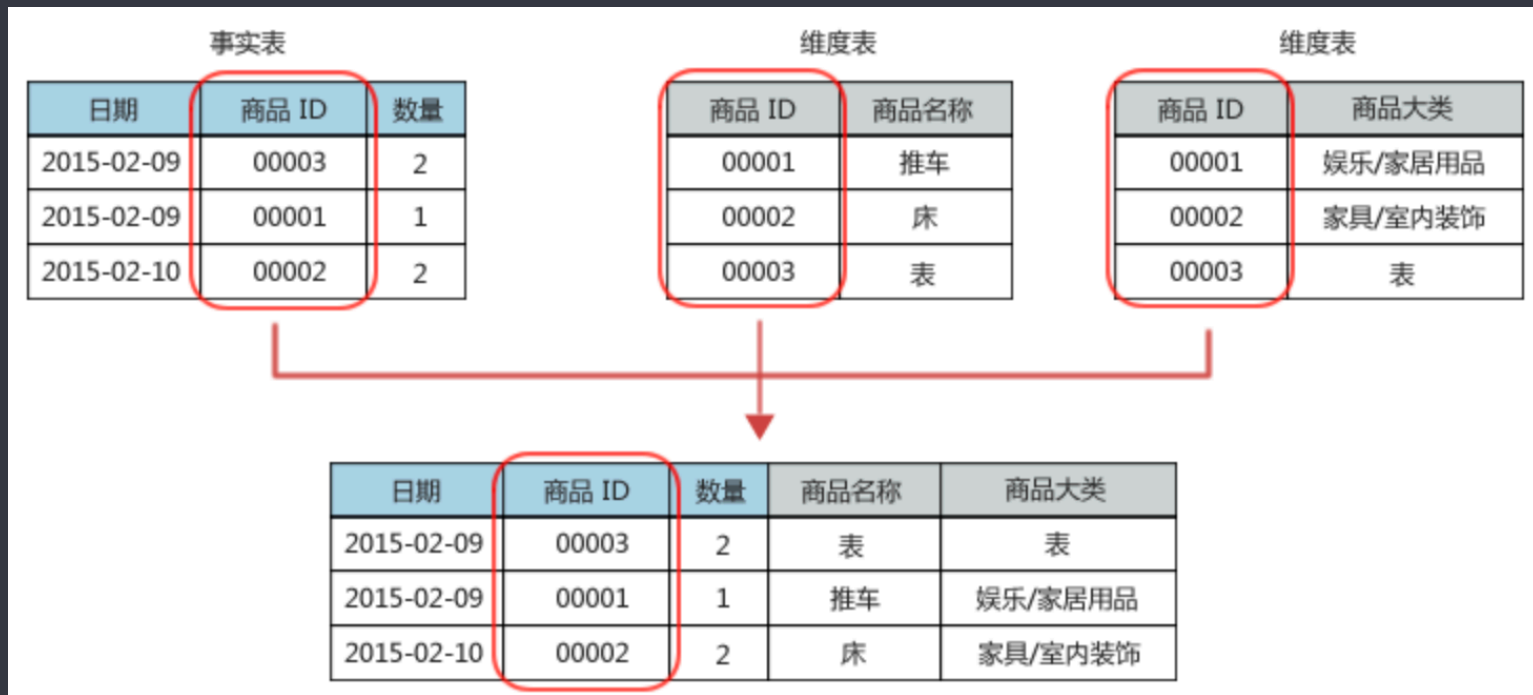 事实表
维度表
维度表
日期 商品 ID 数量
2015-02-09 00003 2
2015-02-09 00001 1
2015-02-10 00002 2
商品 ID 商品名称
00001 推车
00002 床
00003 表
商品 ID 商品大类
00001 娱乐/家居用品
00002 家具/室内装饰
00003 表
日期 商品 ID 数量 商品名称 商品大类
2015-02-09 00003 2 表 表
2015-02-09 00001 1 推车 娱乐/家居用品
2015-02-10 00002 2 床 家具/室内装饰